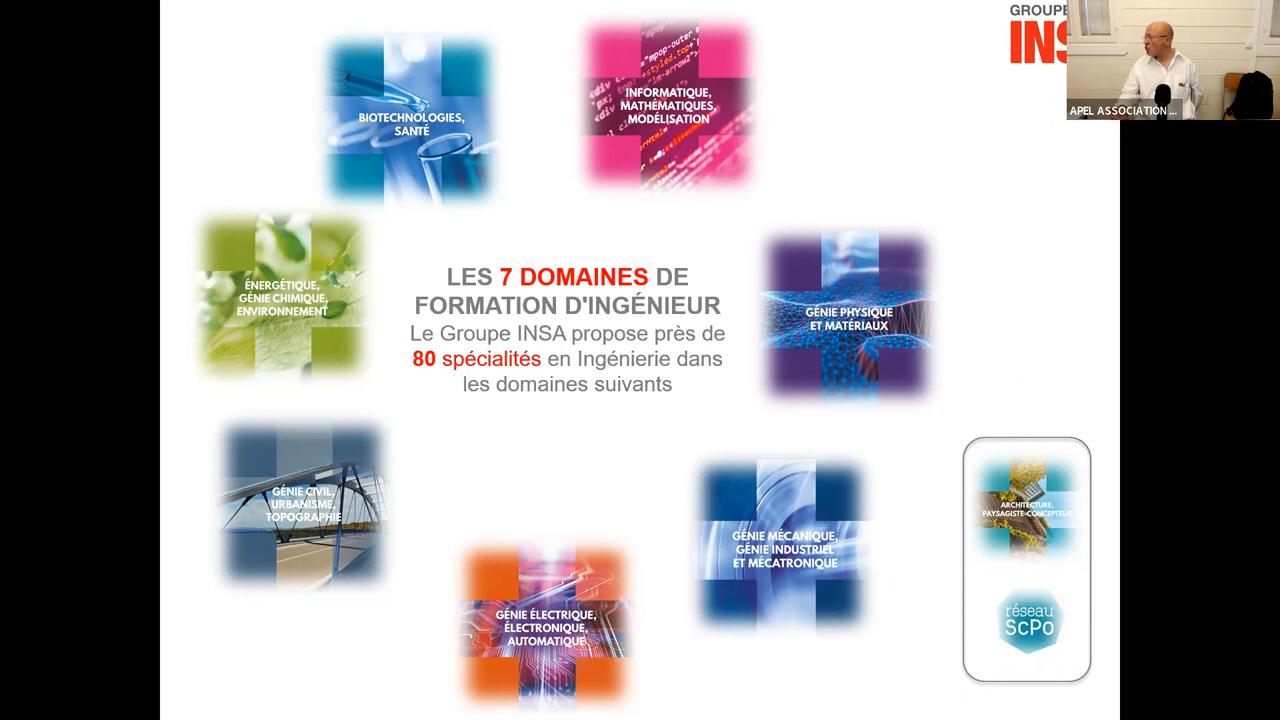 GROUPE
INS
APEL ASSOCIATION ...
BIOTECHNOLOGIES,
SANTÉ
INFORMATIQUE,
MATHÉMATIQUES,
MODÉLISATION
ÉNERGÉTIQUE,
GÉNIE CHIMIQUE,
ENVIRONNEMENT
LES 7 DOMAINES DE
FORMATION D'INGÉNIEUR
Le Groupe INSA propose près de
80 spécialités en Ingénierie dans
les domaines suivants
GÉNIE PHYSIQUE
ET MATÉRIAUX
GÉNIE CIVIL,
URBANISME,
TOPOGRAPHIE
GÉNIE MÉCANIQUE,
GÉNIE INDUSTRIEL
ET MÉCATRONIQUE
GÉNIE ÉLECTRIQUE,
ÉLECTRONIQUE,
AUTOMATIQUE
ARCHITECTURE,
PAYSAGISTE-CONCEPTEUR
réseau
ScPo